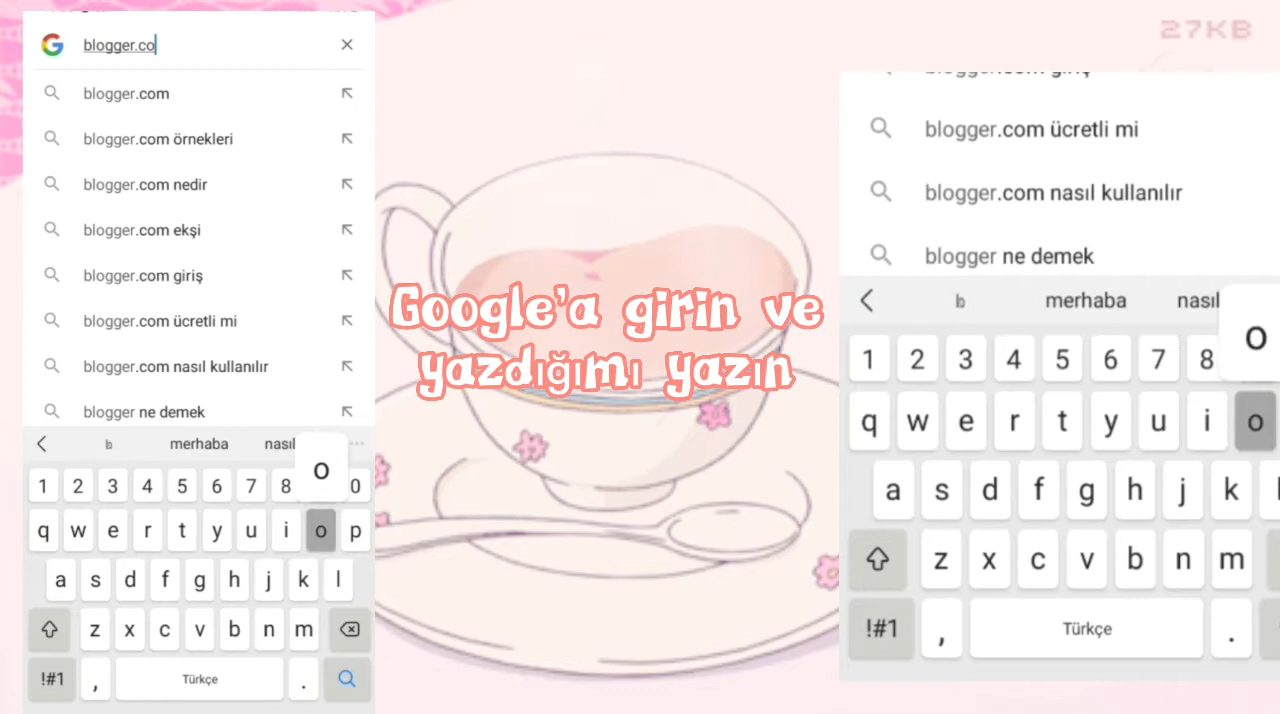 27KB
blogger.co
blogger.com
blogger.com örnekleri
blogger.com nedir
blogger.com ekşi
blogger.com giriş
blogger.com ücretli mi
blogger.com nasıl kullanılır
blogger ne demek
b merhaba nasıl
o
1 2 3 4 5 6 7 8 0
q w e r t y u i o p
a s d f g h j k l
z x c v b n m
!#1 , Türkçe .
Google'a girin ve
yazdığımı yazın
blogger.com giriş
blogger.com ücretli mi
blogger.com nasıl kullanılır
blogger ne demek
b merhaba nasıl
o
1 2 3 4 5 6 7 8
q w e r t y u i o
a s d f g h j k
z x c v b n m
!#1 , Türkçe .